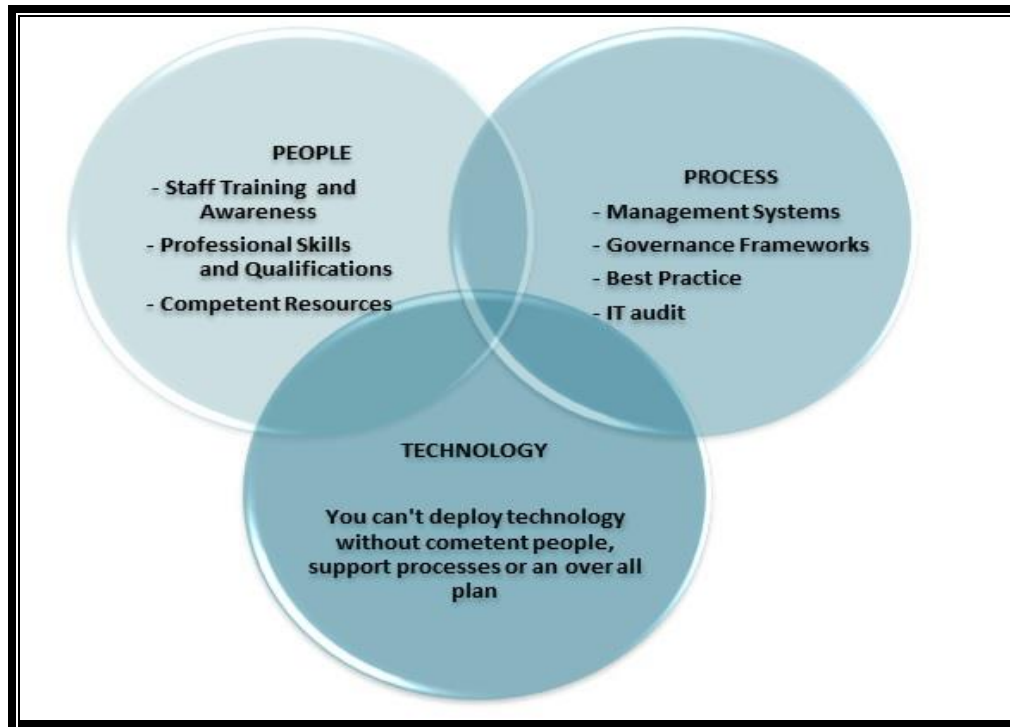 PEOPLE
- Staff Training and
Awareness
- Professional Skills
and Qualifications
- Competent Resources
PROCESS
- Management Systems
- Governance Frameworks
- Best Practice
- IT audit
TECHNOLOGY
You can't deploy technology
without cometent people,
support processes or an over all
plan